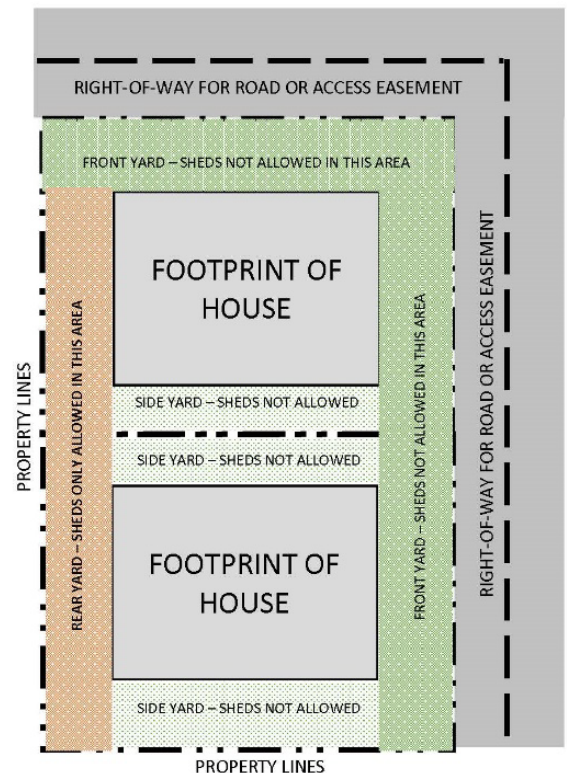 RIGHT-OF-WAY FOR ROAD OR ACCESS EASEMENT
FRONT YARD – SHEDS NOT ALLOWED IN THIS AREA
FOOTPRINT OF
HOUSE
SIDE YARD – SHEDS NOT ALLOWED
SIDE YARD – SHEDS NOT ALLOWED
FOOTPRINT OF
HOUSE
SIDE YARD – SHEDS NOT ALLOWED
PROPERTY LINES
PROPERTY LINES
REAR YARD – SHEDS ONLY ALLOWED IN THIS AREA
FRONT YARD – SHEDS NOT ALLOWED IN THIS AREA
RIGHT-OF-WAY FOR ROAD OR ACCESS EASEMENT